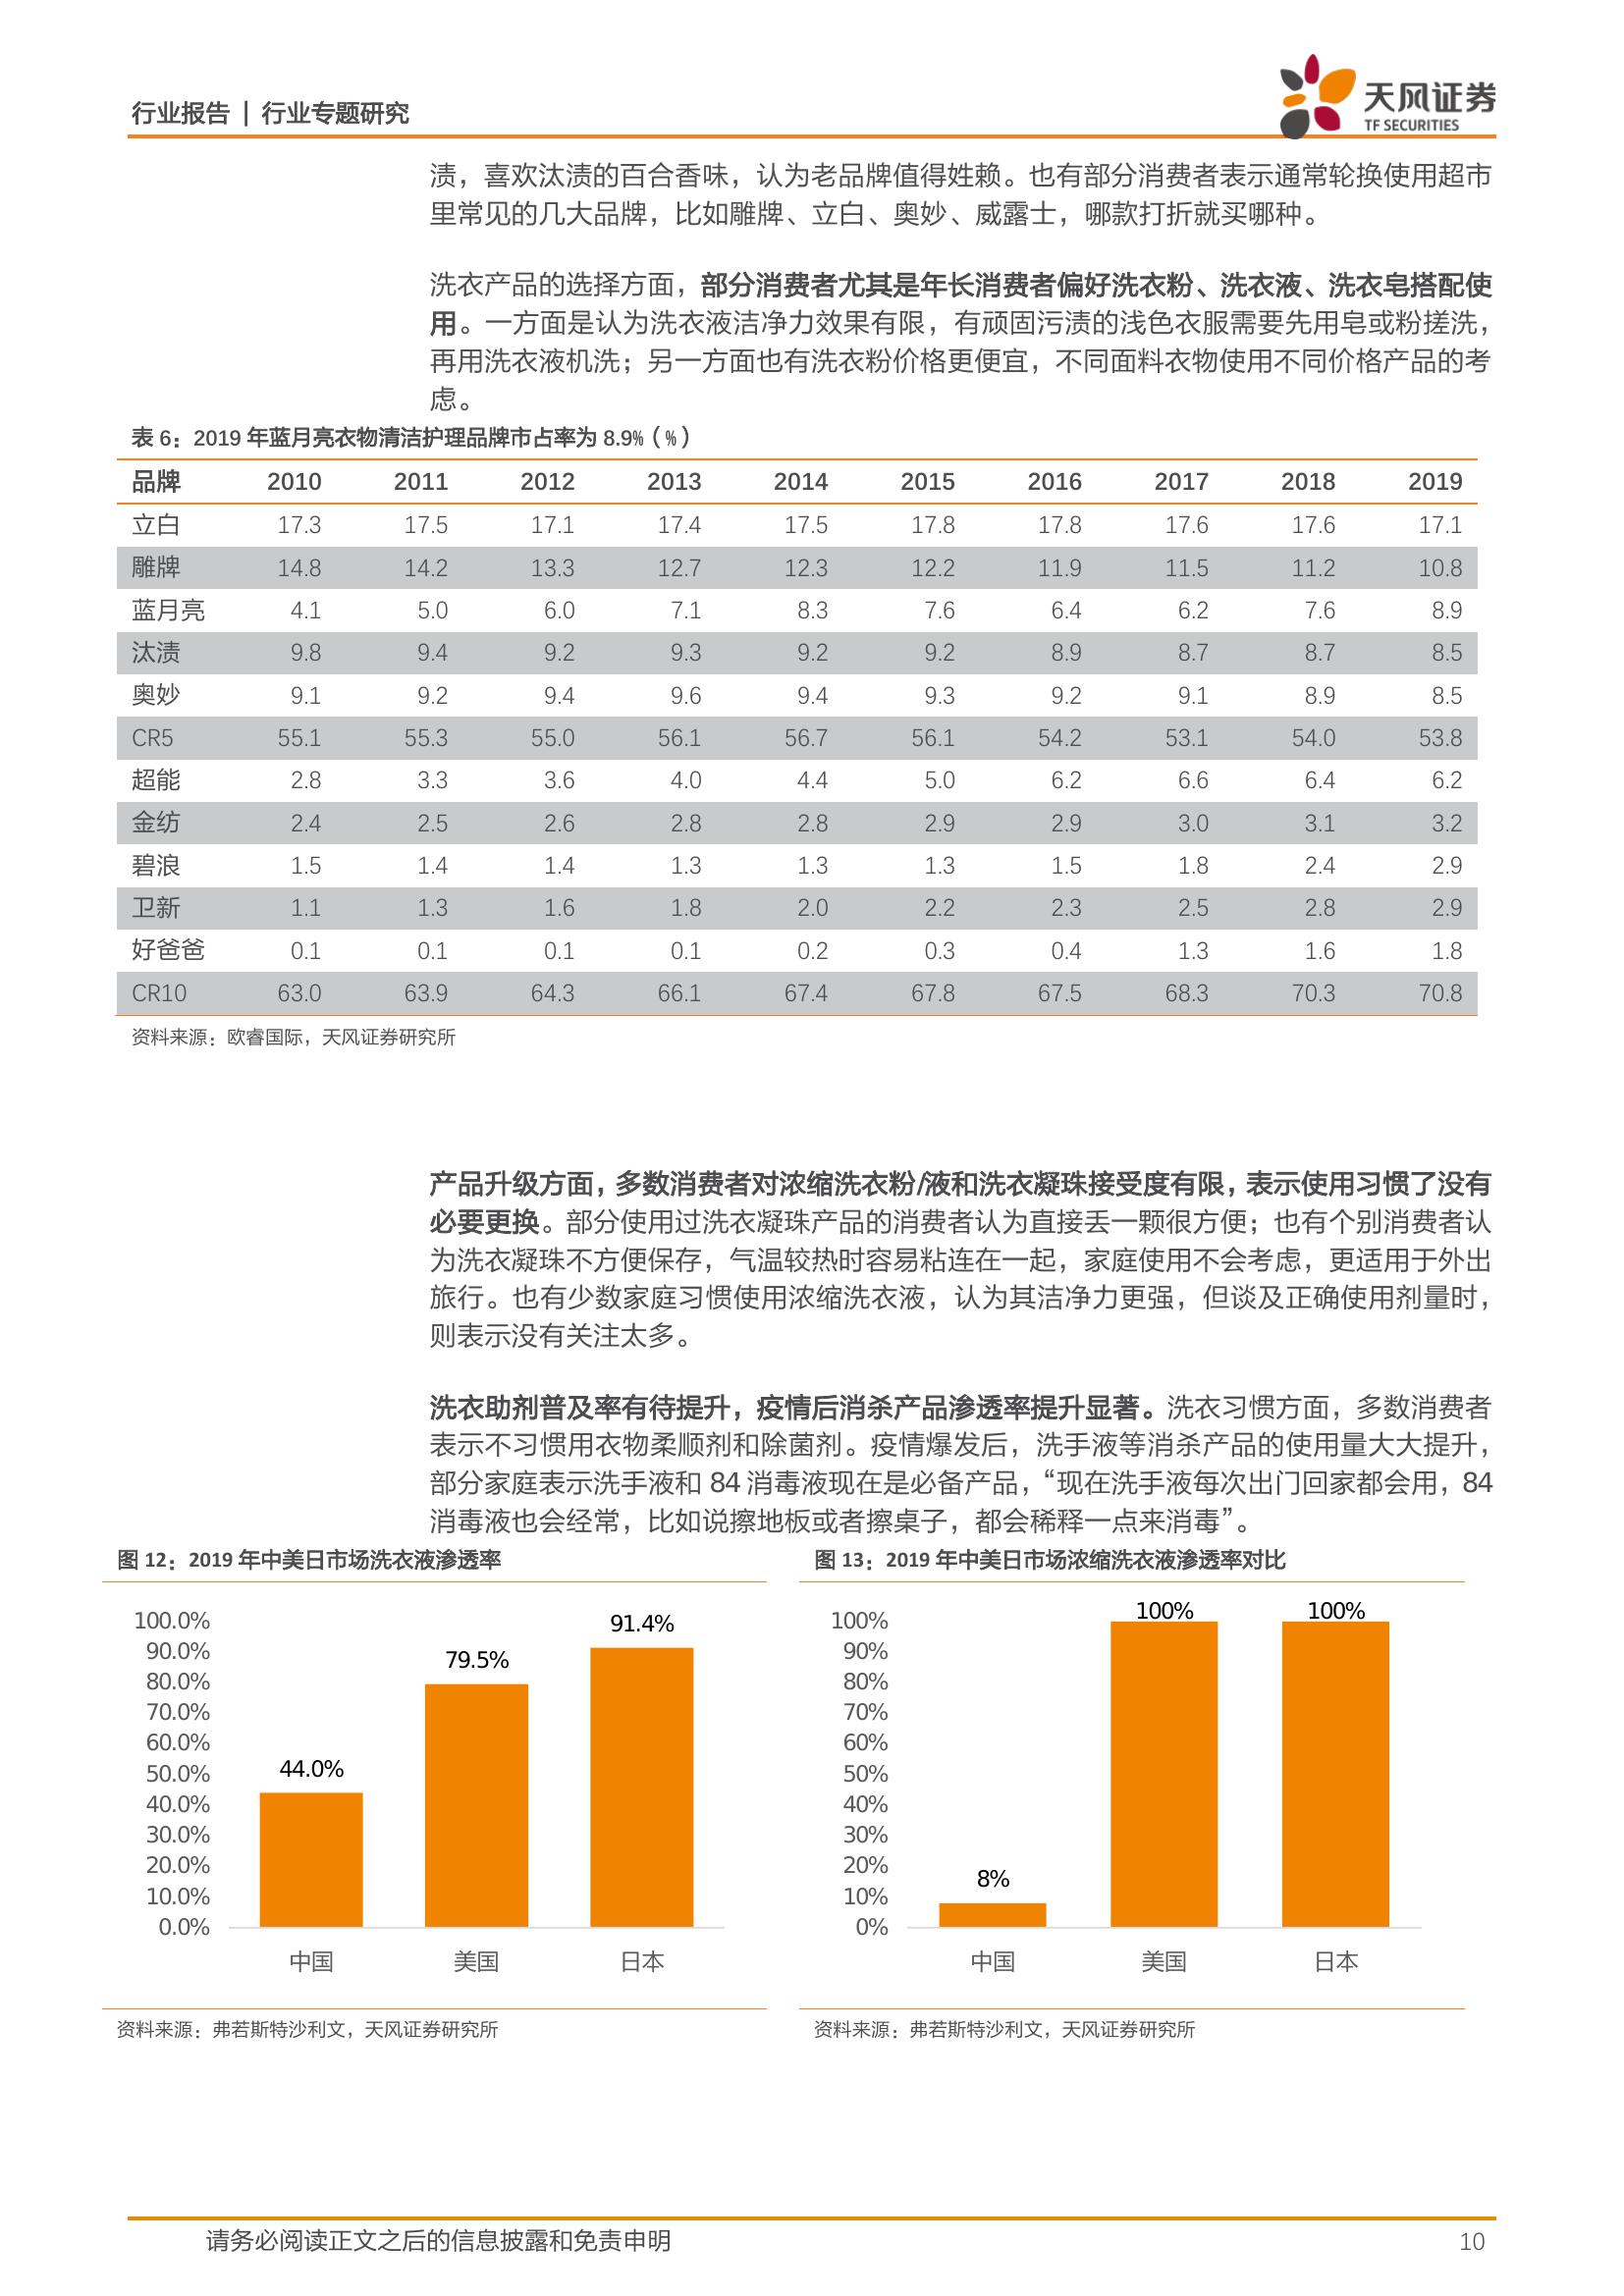 行业报告 | 行业专题研究
天风证券
TF SECURITIES
渍，喜欢汰渍的百合香味，认为老品牌值得姓赖。也有部分消费者表示通常轮换使用超市
里常见的几大品牌，比如雕牌、立白、奥妙、威露士，哪款打折就买哪种。
洗衣产品的选择方面，部分消费者尤其是年长消费者偏好洗衣粉、洗衣液、洗衣皂搭配使
用。一方面是认为洗衣液洁净力效果有限，有顽固污渍的浅色衣服需要先用皂或粉搓洗，
再用洗衣液机洗；另一方面也有洗衣粉价格更便宜，不同面料衣物使用不同价格产品的考
虑。
表 6：2019 年蓝月亮衣物清洁护理品牌市占率为 8.9%（%）
品牌 2010 2011 2012 2013 2014 2015 2016 2017 2018 2019
立白 17.3 17.5 17.1 17.4 17.5 17.8 17.8 17.6 17.6 17.1
雕牌 14.8 14.2 13.3 12.7 12.3 12.2 11.9 11.5 11.2 10.8
蓝月亮 4.1 5.0 6.0 7.1 8.3 7.6 6.4 6.2 7.6 8.9
汰渍 9.8 9.4 9.2 9.3 9.2 9.2 8.9 8.7 8.7 8.5
奥妙 9.1 9.2 9.4 9.6 9.4 9.3 9.2 9.1 8.9 8.5
CR5 55.1 55.3 55.0 56.1 56.7 56.1 54.2 53.1 54.0 53.8
超能 2.8 3.3 3.6 4.0 4.4 5.0 6.2 6.6 6.4 6.2
金纺 2.4 2.5 2.6 2.8 2.8 2.9 2.9 3.0 3.1 3.2
碧浪 1.5 1.4 1.4 1.3 1.3 1.3 1.5 1.8 2.4 2.9
卫新 1.1 1.3 1.6 1.8 2.0 2.2 2.3 2.5 2.8 2.9
好爸爸 0.1 0.1 0.1 0.1 0.2 0.3 0.4 1.3 1.6 1.8
CR10 63.0 63.9 64.3 66.1 67.4 67.8 67.5 68.3 70.3 70.8
资料来源：欧睿国际，天风证券研究所
产品升级方面，多数消费者对浓缩洗衣粉/液和洗衣凝珠接受度有限，表示使用习惯了没有
必要更换。部分使用过洗衣凝珠产品的消费者认为直接丢一颗很方便；也有个别消费者认
为洗衣凝珠不方便保存，气温较热时容易粘连在一起，家庭使用不会考虑，更适用于外出
旅行。也有少数家庭习惯使用浓缩洗衣液，认为其洁净力更强，但谈及正确使用剂量时，
则表示没有关注太多。
洗衣助剂普及率有待提升，疫情后消杀产品渗透率提升显著。洗衣习惯方面，多数消费者
表示不习惯用衣物柔顺剂和除菌剂。疫情爆发后，洗手液等消杀产品的使用量大大提升，
部分家庭表示洗手液和 84 消毒液现在是必备产品，“现在洗手液每次出门回家都会用，84
消毒液也会经常，比如说擦地板或者擦桌子，都会稀释一点来消毒”。
图 12：2019 年中美日市场洗衣液渗透率
100.0%
90.0%
80.0%
70.0%
60.0%
50.0%
40.0%
30.0%
20.0%
10.0%
0.0%
44.0%
79.5%
91.4%
中国 美国 日本
资料来源：弗若斯特沙利文，天风证券研究所
图 13：2019 年中美日市场浓缩洗衣液渗透率对比
100%
90%
80%
70%
60%
50%
40%
30%
20%
10%
0%
8%
100%
100%
中国 美国 日本
资料来源：弗若斯特沙利文，天风证券研究所
请务必阅读正文之后的信息披露和免责申明 10